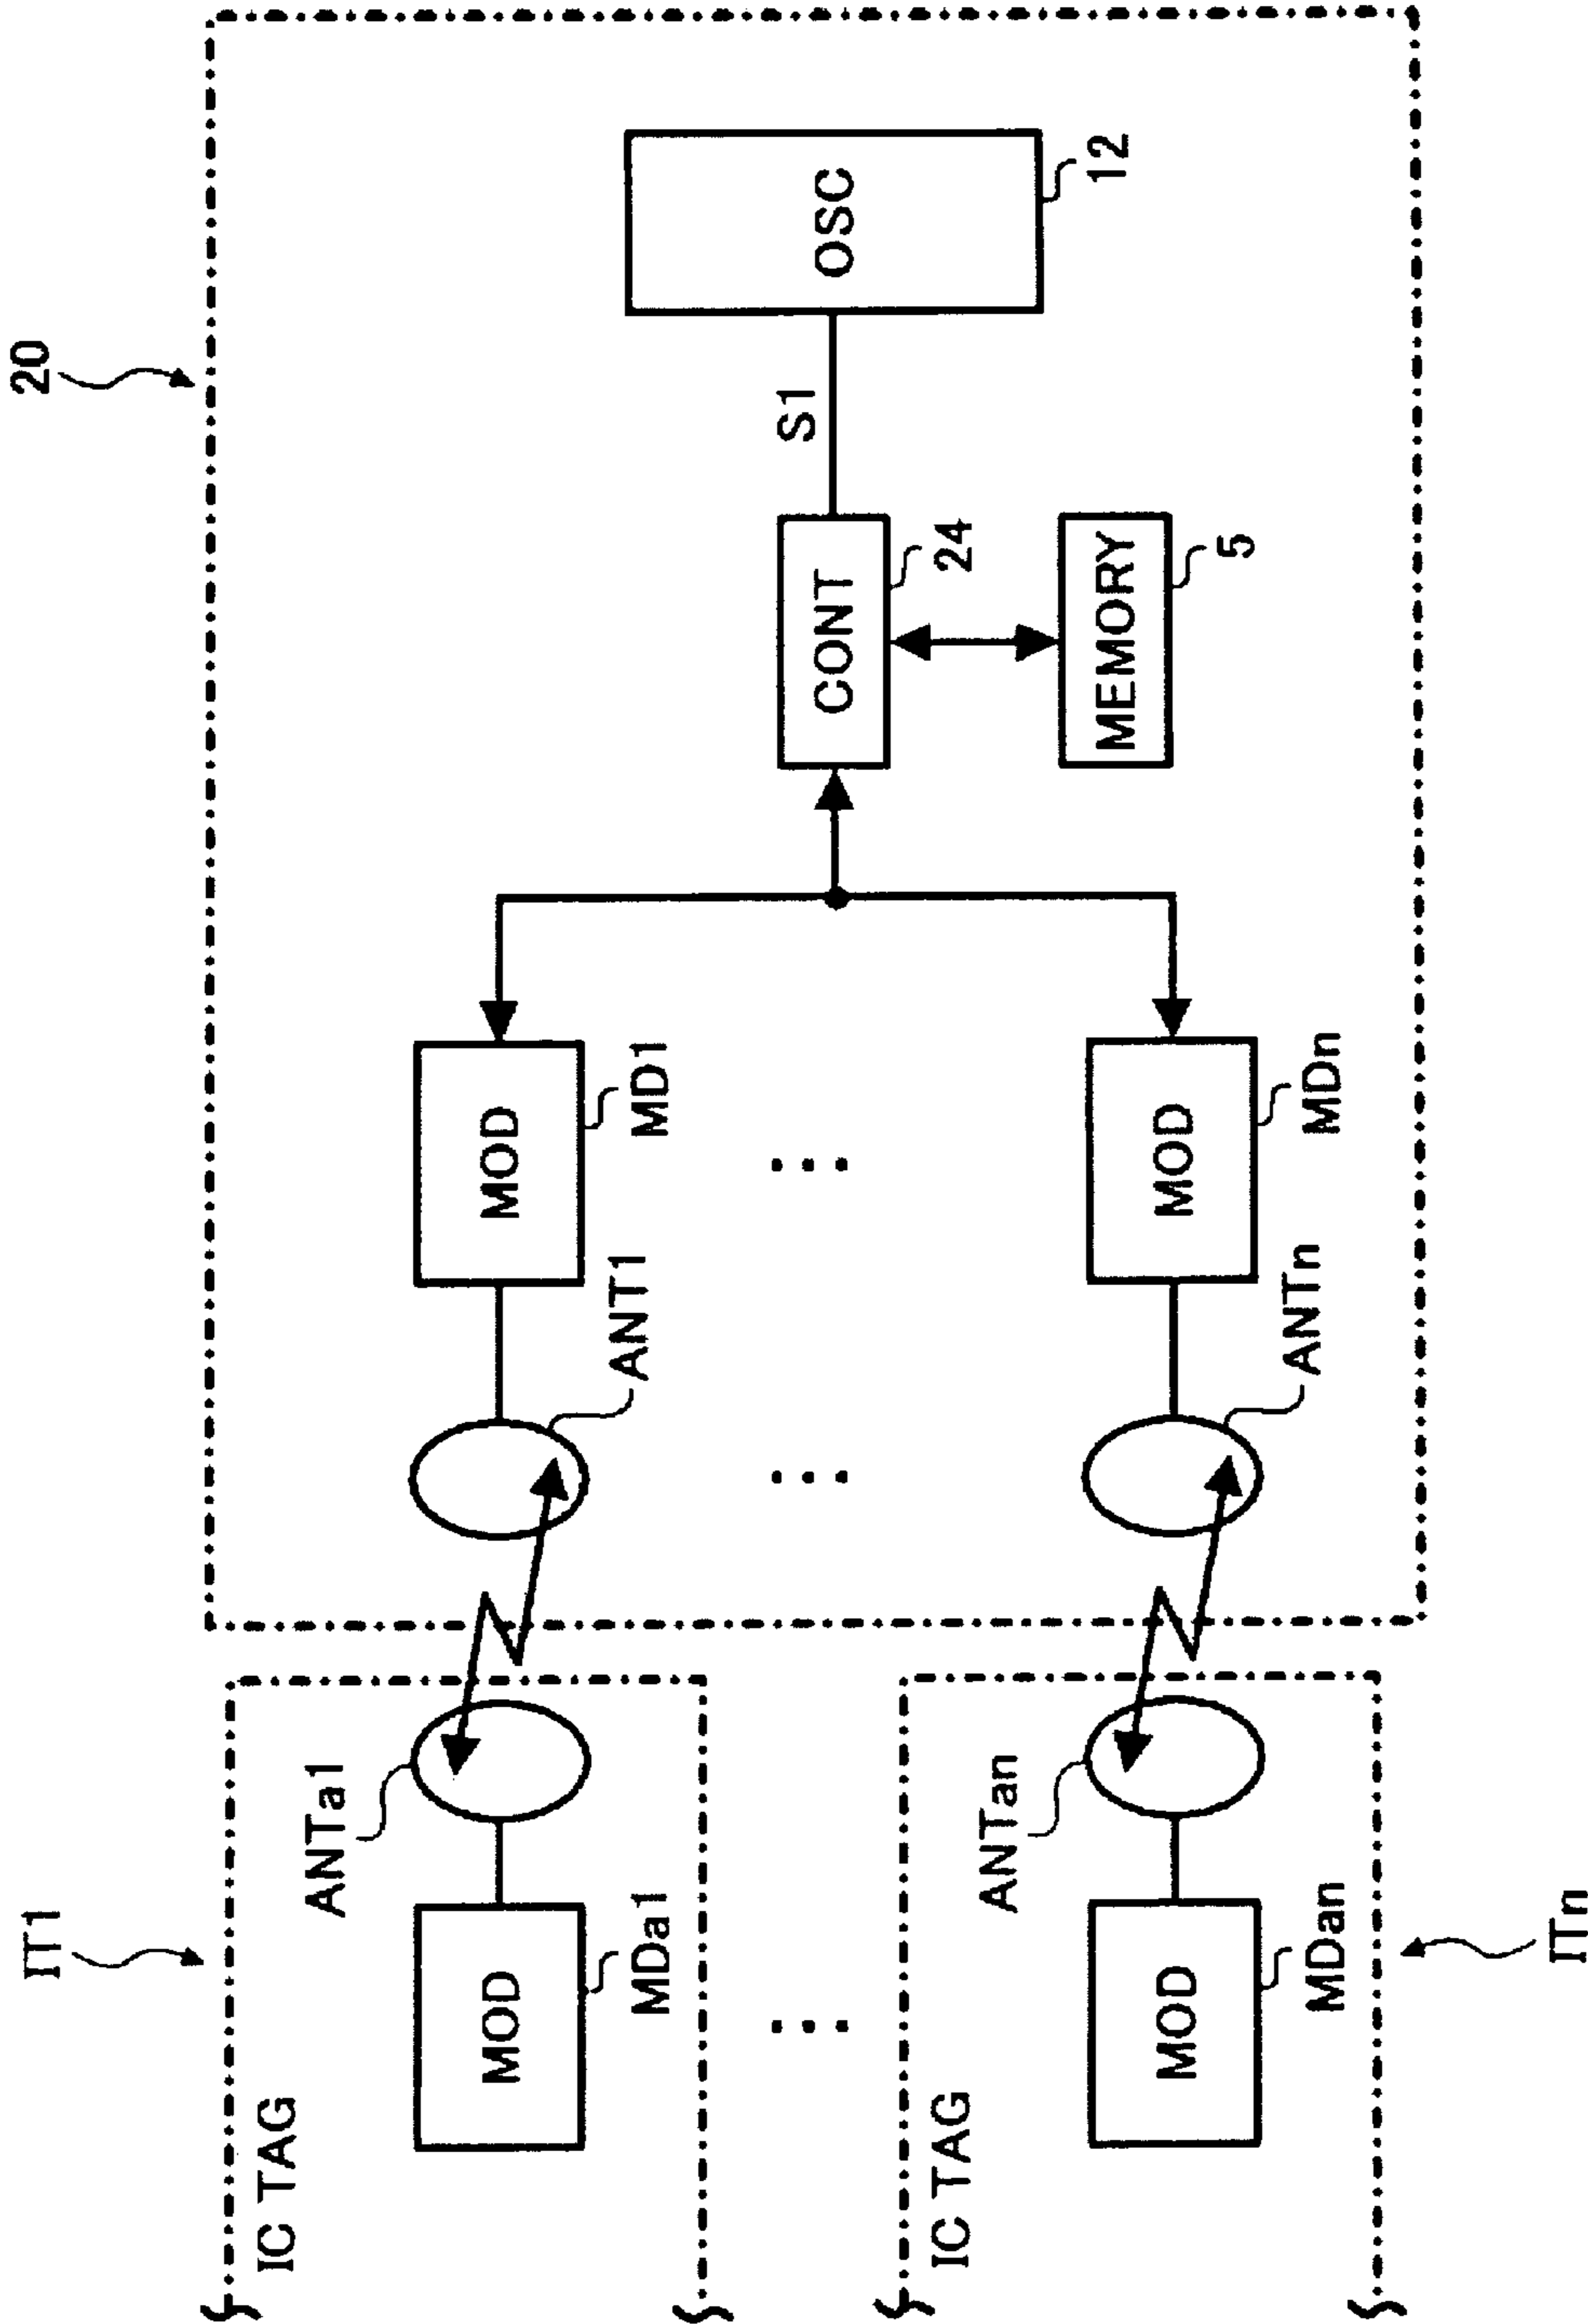 20
IT1
IC TAG
MOD
MDa1
ANTa1
ANT1
MOD
MD1
CONT
24
S1
OSC
12
MEMORY
5
...
...
...
IC TAG
MOD
MDan
ANTan
ANTn
MOD
MDn
ITn